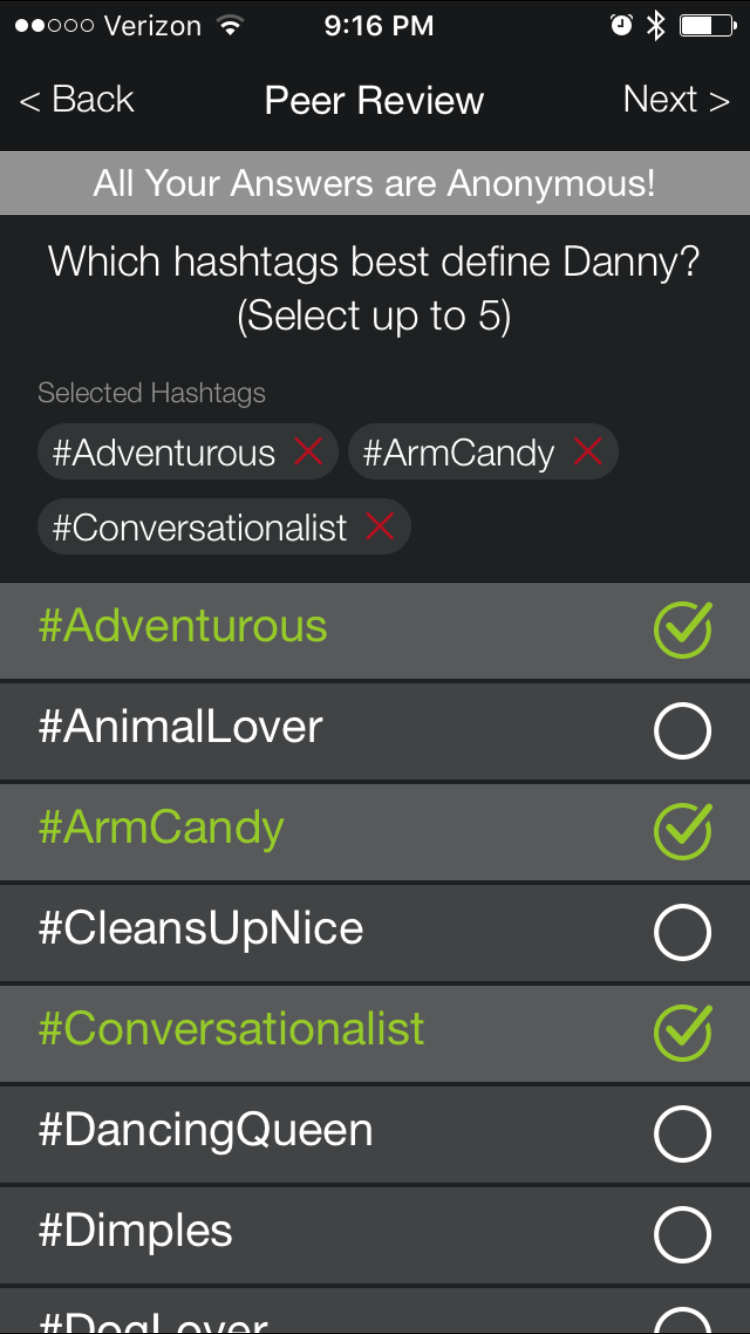 Verizon 9:16 PM
< Back Peer Review Next >
All Your Answers are Anonymous!
Which hashtags best define Danny?
(Select up to 5)
Selected Hashtags
#Adventurous #ArmCandy
#Conversationalist
#Adventurous
#AnimalLover
#ArmCandy
#CleansUpNice
#Conversationalist
#DancingQueen
#Dimples
#DogLover